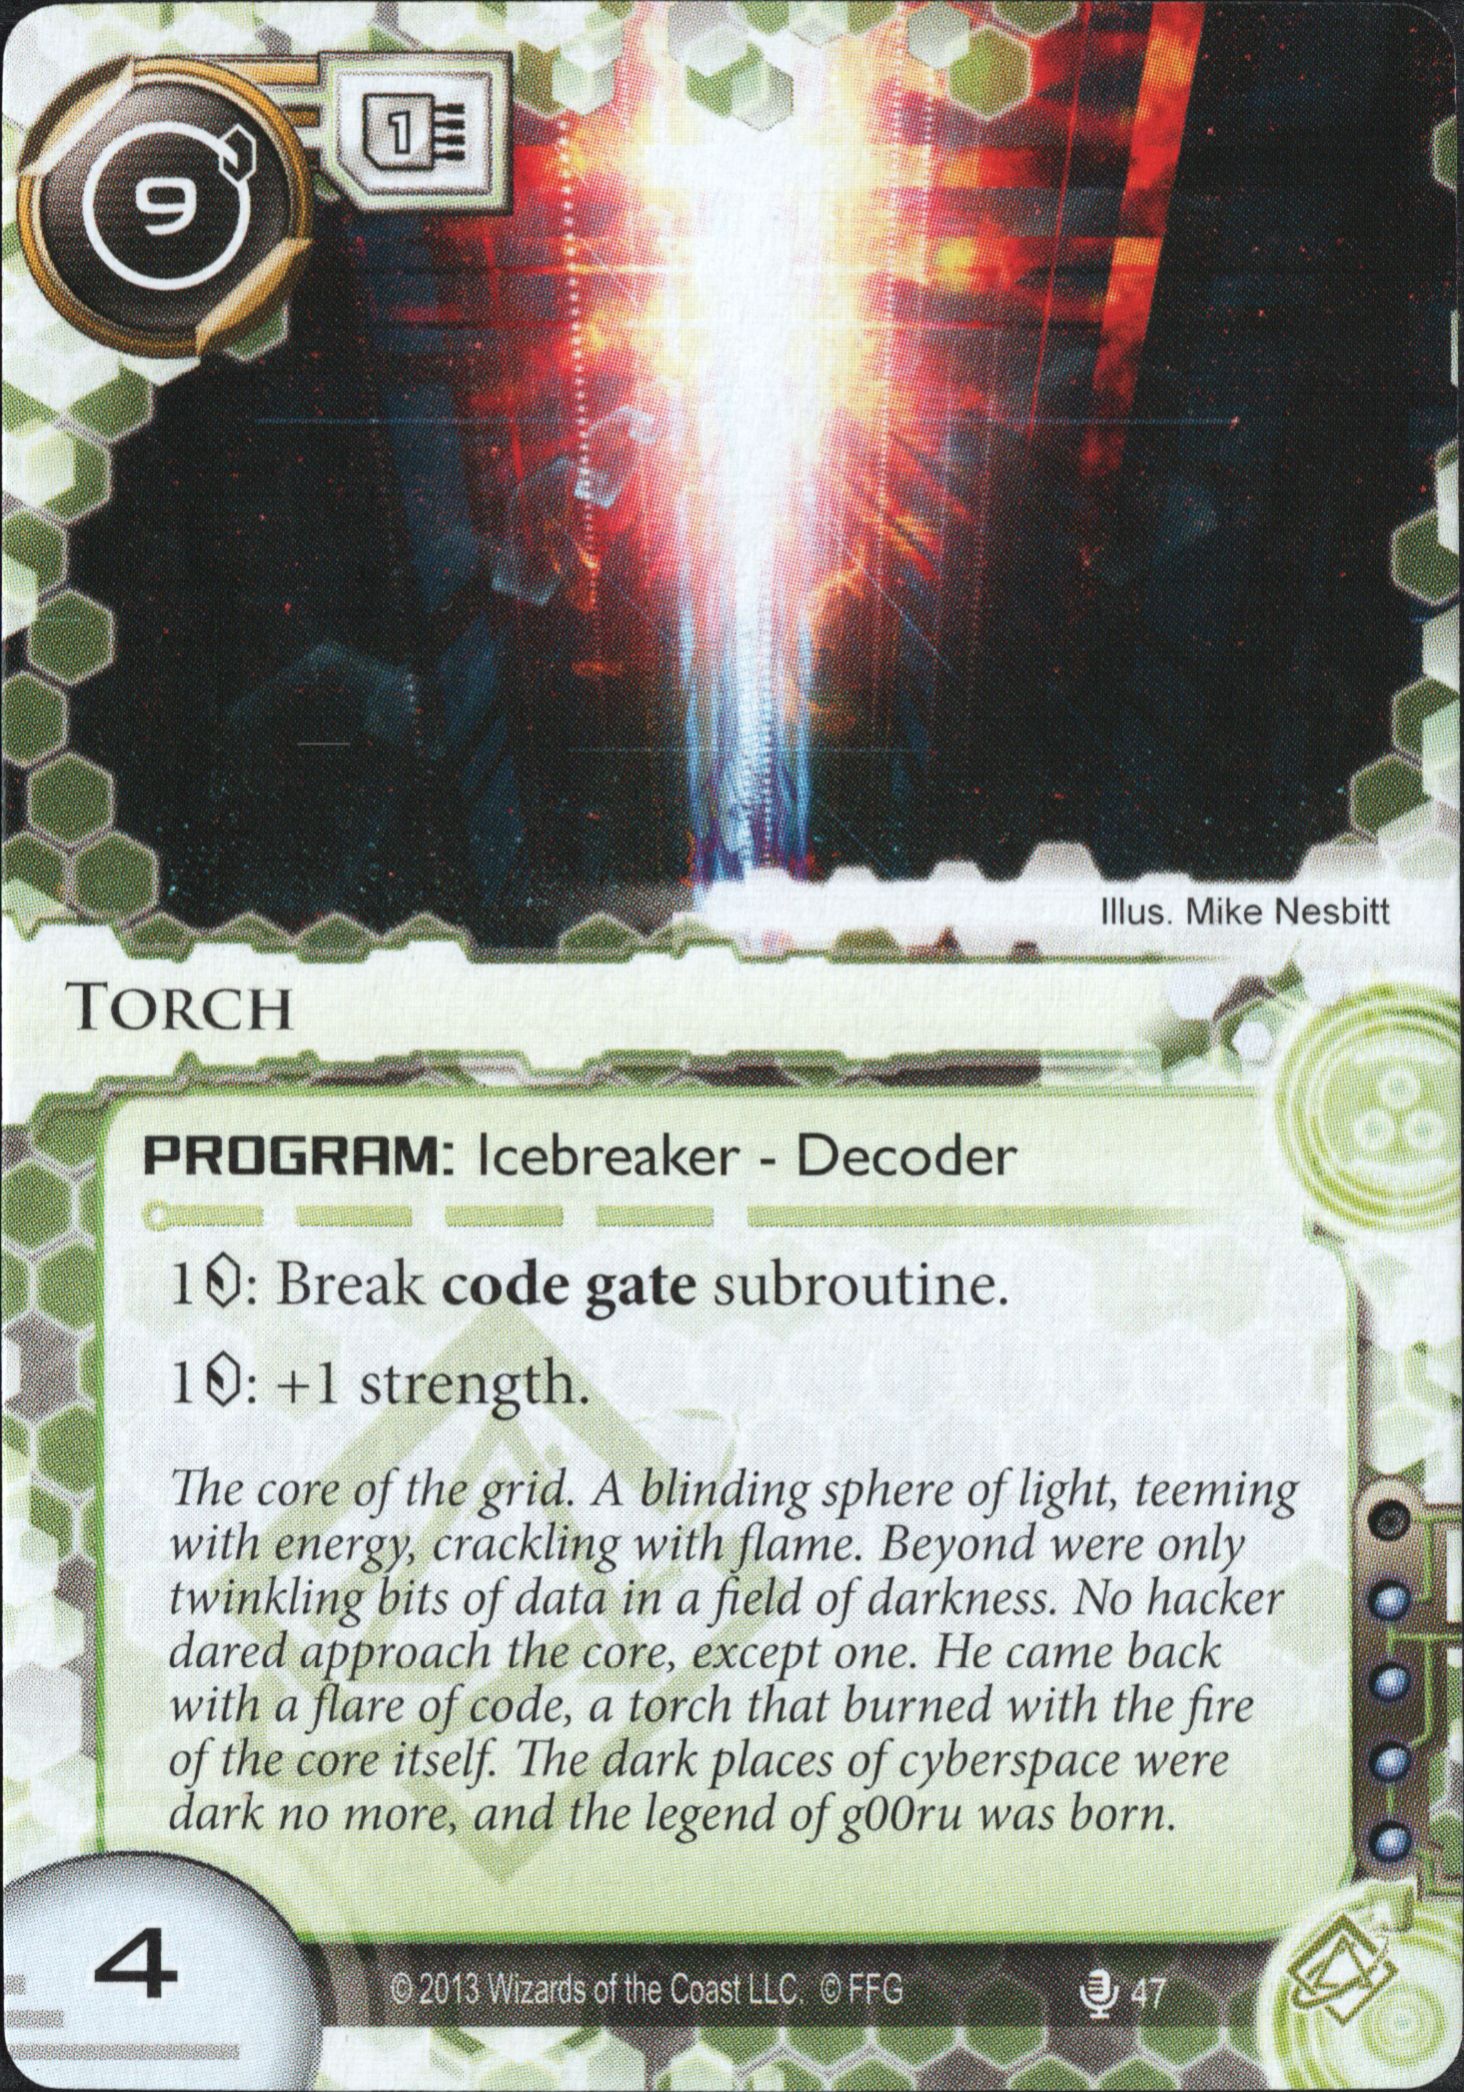 9
1
Illus. Mike Nesbitt
TORCH
PROGRAM: Icebreaker - Decoder
1: Break code gate subroutine.
1: +1 strength.
The core of the grid. A blinding sphere of light, teeming
with energy, crackling with flame. Beyond were only
twinkling bits of data in a field of darkness. No hacker
dared approach the core, except one. He came back
with a flare of code, a torch that burned with the fire
of the core itself. The dark places of cyberspace were
dark no more, and the legend of g00ru was born.
4
© 2013 Wizards of the Coast LLC. © FFG
47